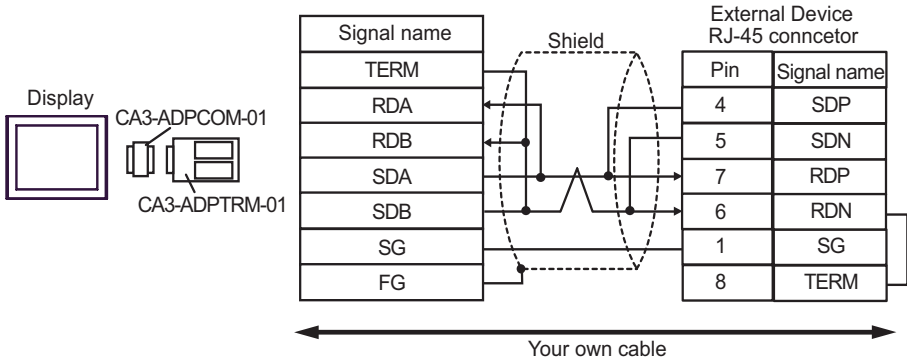 Display
CA3-ADPCOM-01
CA3-ADPTRM-01
Signal name
TERM
RDA
RDB
SDA
SDB
SG
FG
Shield
External Device
RJ-45 conncetor
Pin Signal name
4 SDP
5 SDN
7 RDP
6 RDN
1 SG
8 TERM
Your own cable